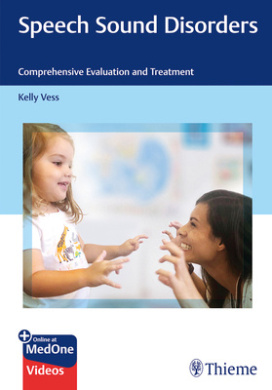 Speech Sound Disorders
Comprehensive Evaluation and Treatment
Kelly Vess
+ Online at
MedOne
Videos
Thieme